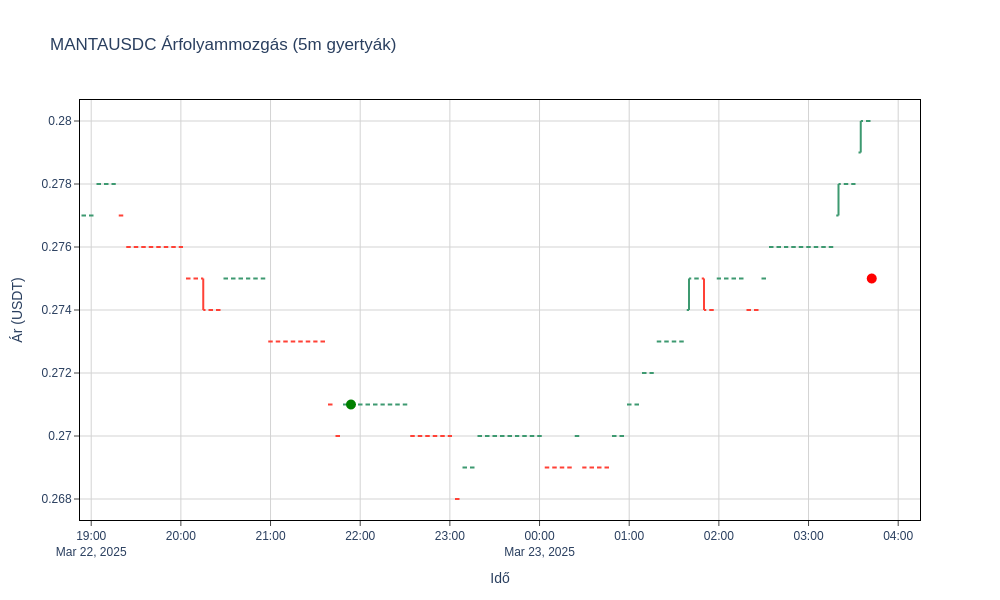 MANTAUSDC Árfolyammozgás (5m gyertyák)
0.28
0.278
0.276
0.274
0.272
0.27
0.268
Ár (USDT)
19:00 20:00 21:00 22:00 23:00 00:00 01:00 02:00 03:00 04:00
Mar 22, 2025 Mar 23, 2025
Idő